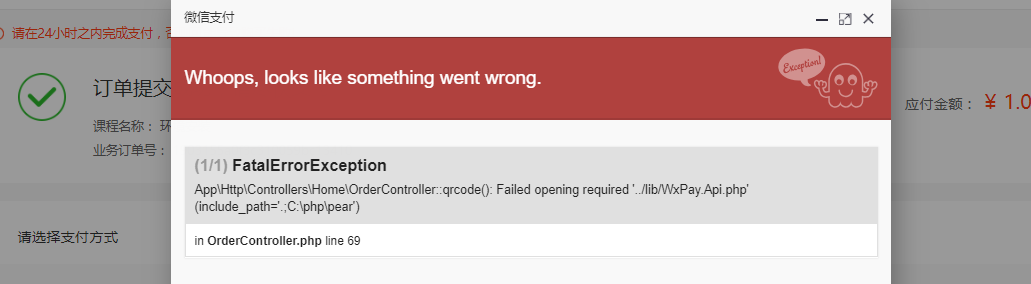 微信支付
请在24小时之内完成支付，
Whoops, looks like something went wrong.
Exception!
订单提交
应付金额： ¥ 1.0
课程名称： 环
业务订单号：
(1/1) FatalErrorException
App\Http\Controllers\Home\OrderController::qrcode(): Failed opening required '../lib/WxPay.Api.php'
(include_path='.;C:\php\pear')
in OrderController.php line 69
请选择支付方式